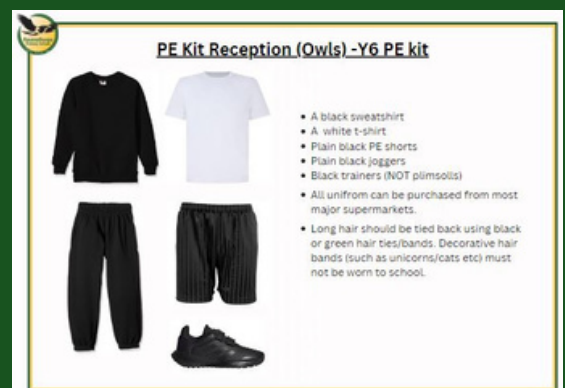 PE Kit Reception (Owls) -Y6 PE kit
• A black sweatshirt
• A white t-shirt
• Plain black PE shorts
• Plain black joggers
• Black trainers (NOT plimsolls)
• All unifrom can be purchased from most
major supermarkets.
• Long hair should be tied back using black
or green hair ties/bands. Decorative hair
bands (such as unicorns/cats etc) must
not be worn to school.